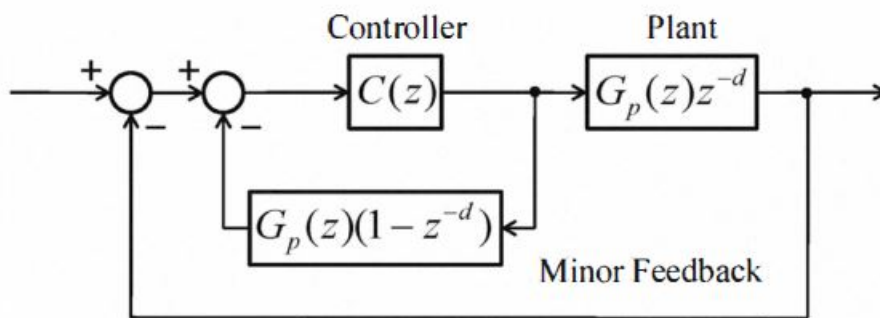 Controller Plant
+ + C(z) G_p(z)z^{-d}
− −
G_p(z)(1 − z^{-d})
Minor Feedback